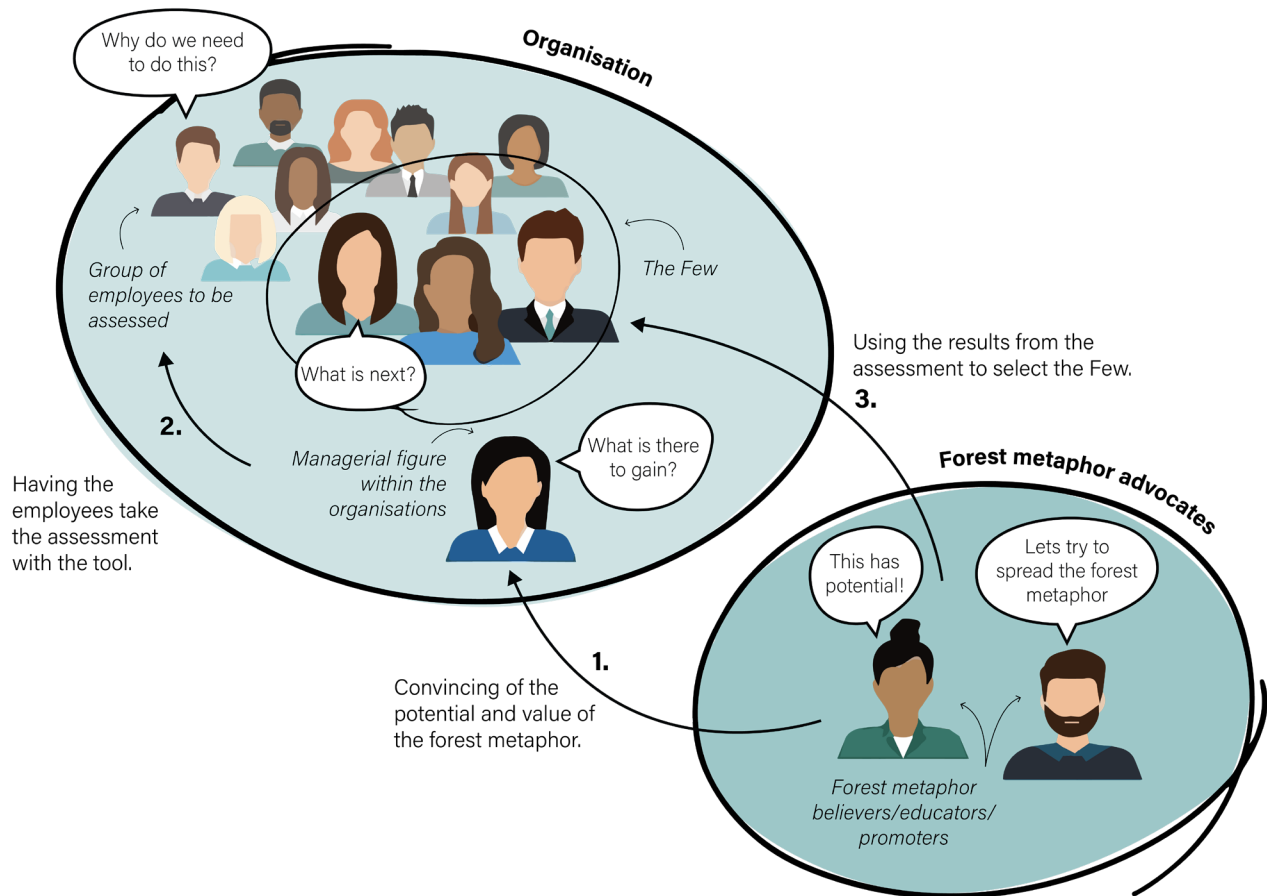 Organisation
Why do we need
to do this?
Group of
employees to be
assessed
The Few
What is next?
2.
Managerial figure
within the
organisations
What is there
to gain?
Having the
employees take
the assessment
with the tool.
Using the results from the
assessment to select the Few.
3.
Forest metaphor advocates
This has
potential!
Lets try to
spread the forest
metaphor
1.
Convincing of the
potential and value of
the forest metaphor.
Forest metaphor
believers/educators/
promoters